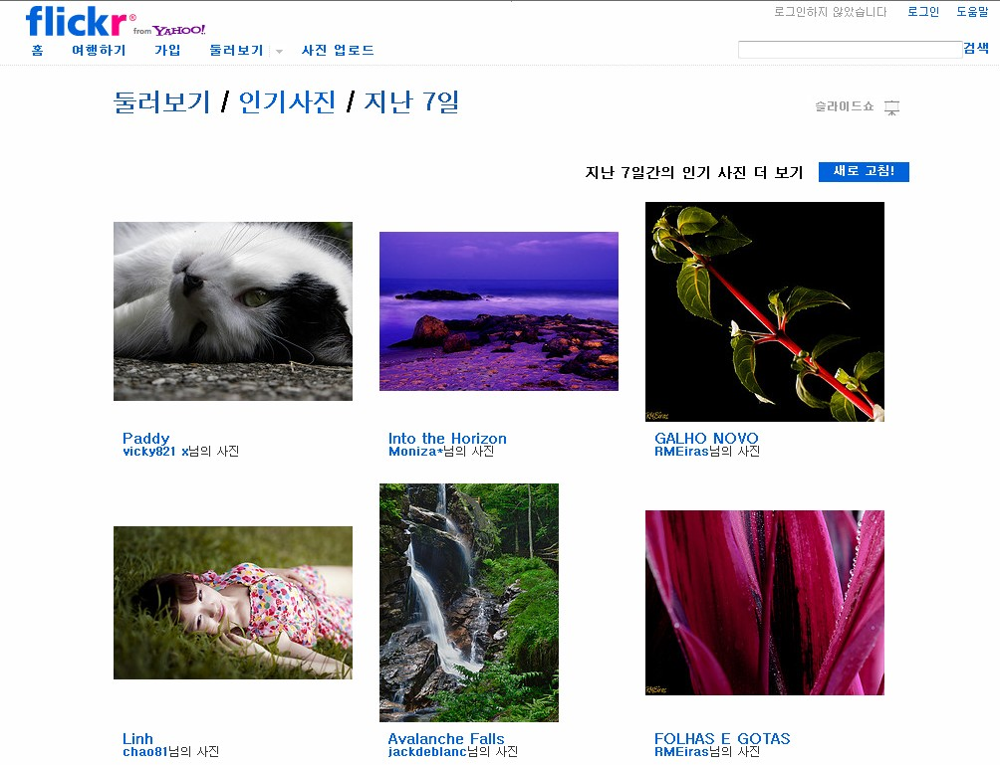 flickr® from YAHOO!
로그인하지 않았습니다 로그인 도움말
홈 여행하기 가입 둘러보기 사진 업로드
검색
둘러보기 / 인기사진 / 지난 7일
슬라이드쇼
지난 7일간의 인기 사진 더 보기 새로 고침!
RMEiras
Paddy
vicky821 x님의 사진
Into the Horizon
Moniza*님의 사진
GALHO NOVO
RMEiras님의 사진
RMEiras
Linh
chao81님의 사진
Avalanche Falls
jackdeblanc님의 사진
FOLHAS E GOTAS
RMEiras님의 사진